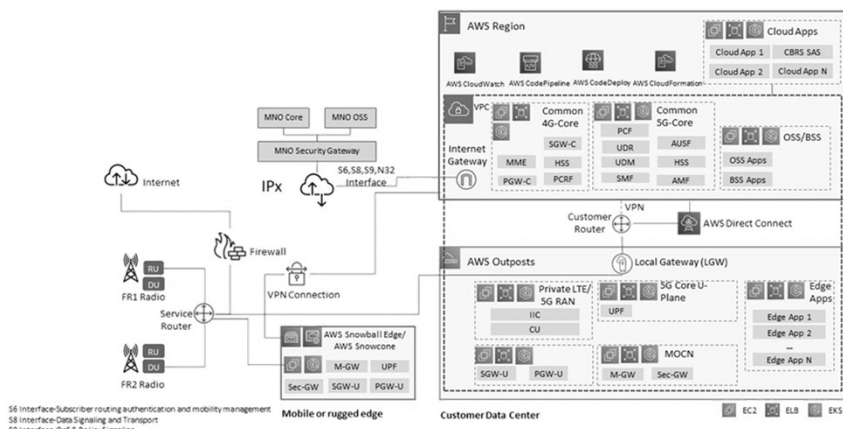 AWS Region
Cloud Apps
Cloud App 1
CBRS SAS
Cloud App 2
Cloud App N
AWS CloudWatch
AWS CodePipeline
AWS CodeDeploy
AWS CloudFormation
VPC
Internet
Gateway
Common
4G-Core
SGW-C
MME
HSS
PGW-C
PCRF
Common
5G-Core
PCF
UDR
AUSF
UDM
HSS
SMF
AMF
OSS/BSS
OSS Apps
BSS Apps
MNO Core
MNO OSS
MNO Security Gateway
IPx
S6,S8,S9,N32
Interface
Internet
Firewall
VPN Connection
VPN
Customer
Router
AWS Direct Connect
RU
DU
FR1 Radio
Service
Router
RU
DU
FR2 Radio
AWS Snowball Edge/
AWS Snowcone
M-GW
UPF
Sec-GW
SGW-U
PGW-U
Mobile or rugged edge
AWS Outposts
Local Gateway (LGW)
Private LTE/
5G RAN
IIC
CU
5G Core U-
Plane
UPF
Edge
Apps
Edge App 1
Edge App 2
...
Edge App N
SGW-U
PGW-U
MOCN
M-GW
Sec-GW
Customer Data Center
EC2
ELB
EKS
S6 Interface-Subscriber routing authentication and mobility management
S8 Interface-Data Signaling and Transport